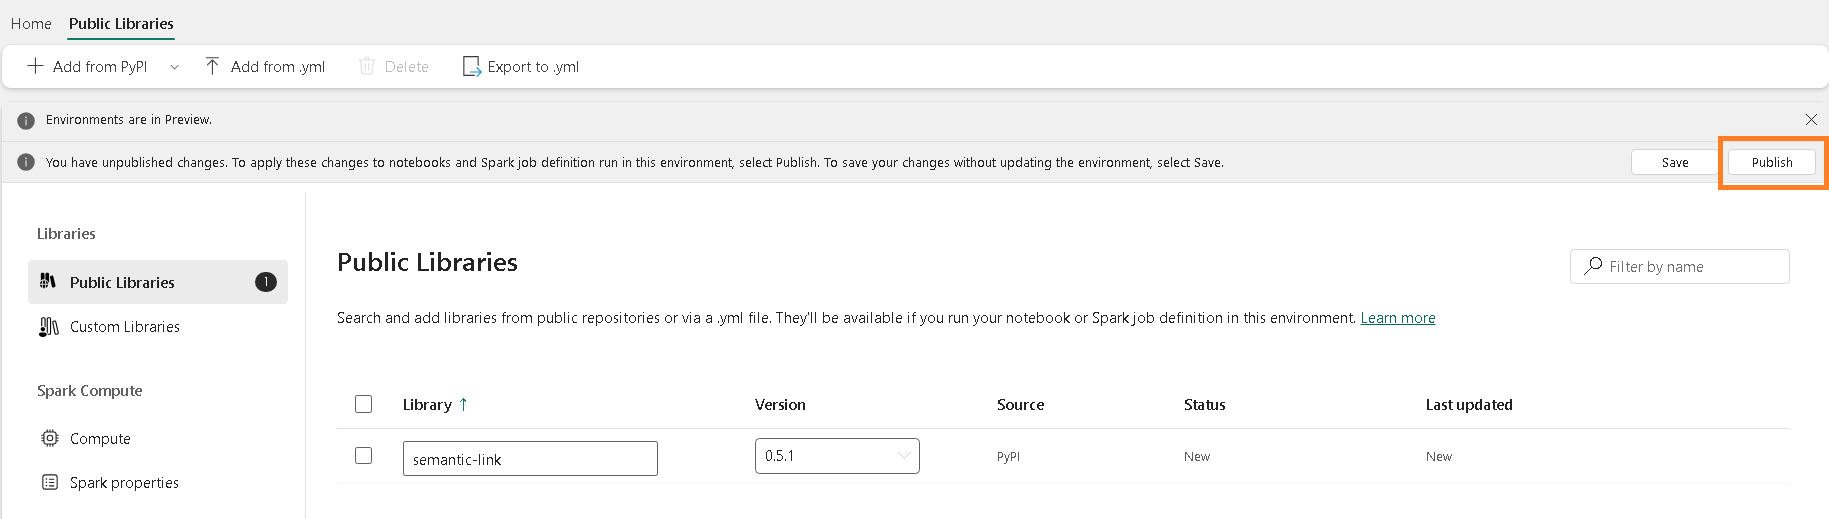 Home Public Libraries
Add from PyPI Add from .yml Delete Export to .yml
Environments are in Preview.
You have unpublished changes. To apply these changes to notebooks and Spark job definition run in this environment, select Publish. To save your changes without updating the environment, select Save. Save Publish
Libraries
Public Libraries 1
Custom Libraries
Spark Compute
Compute
Spark properties
Public Libraries
Filter by name
Search and add libraries from public repositories or via a .yml file. They'll be available if you run your notebook or Spark job definition in this environment. Learn more
Library ↑ Version Source Status Last updated
semantic-link 0.5.1 PyPI New New